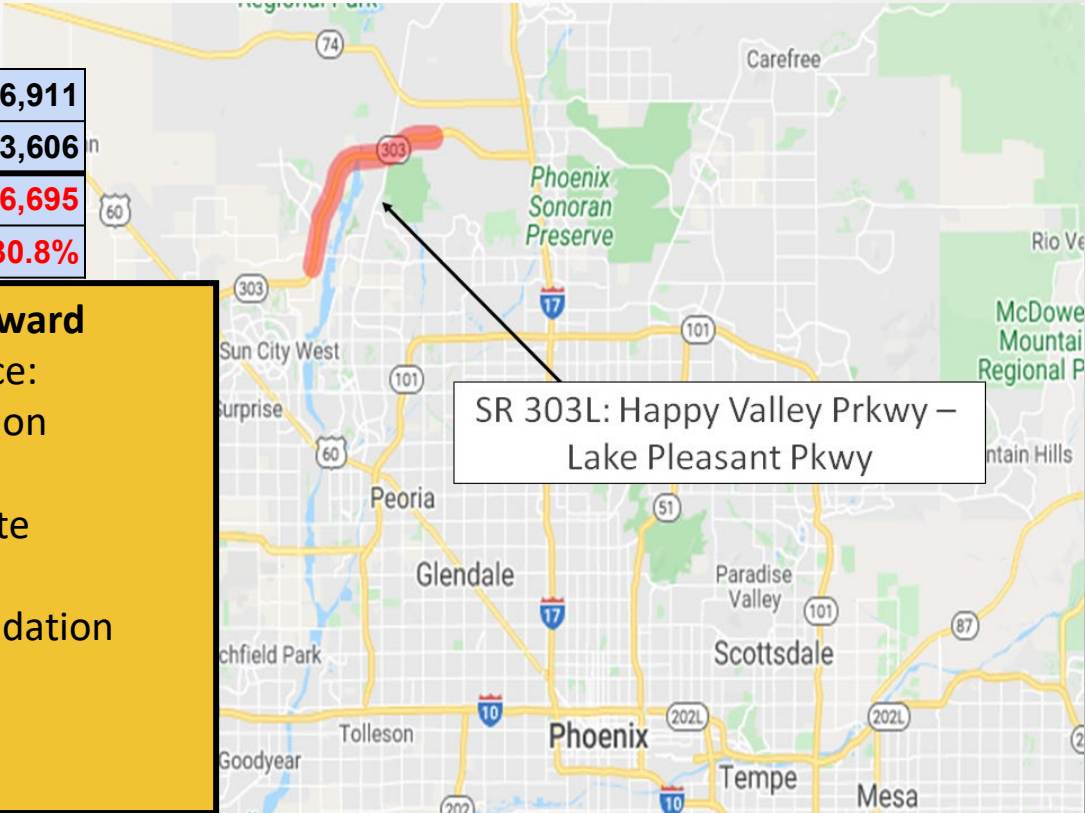 Regional Park
74
Carefree
6,911
3,606
303
6,695
60
30.8%
Phoenix
Sonoran
Preserve
Rio Ve
303
17
McDowe
Mountai
Regional P
ward
ce:
on
te
dation
Sun City West
101
101
Surprise
SR 303L: Happy Valley Prkwy –
Lake Pleasant Pkwy
60
ntain Hills
Peoria
51
Glendale
Paradise
Valley
17
101
87
chfield Park
Scottsdale
10
202L
202L
Tolleson
Phoenix
Goodyear
Tempe
Mesa
202
10